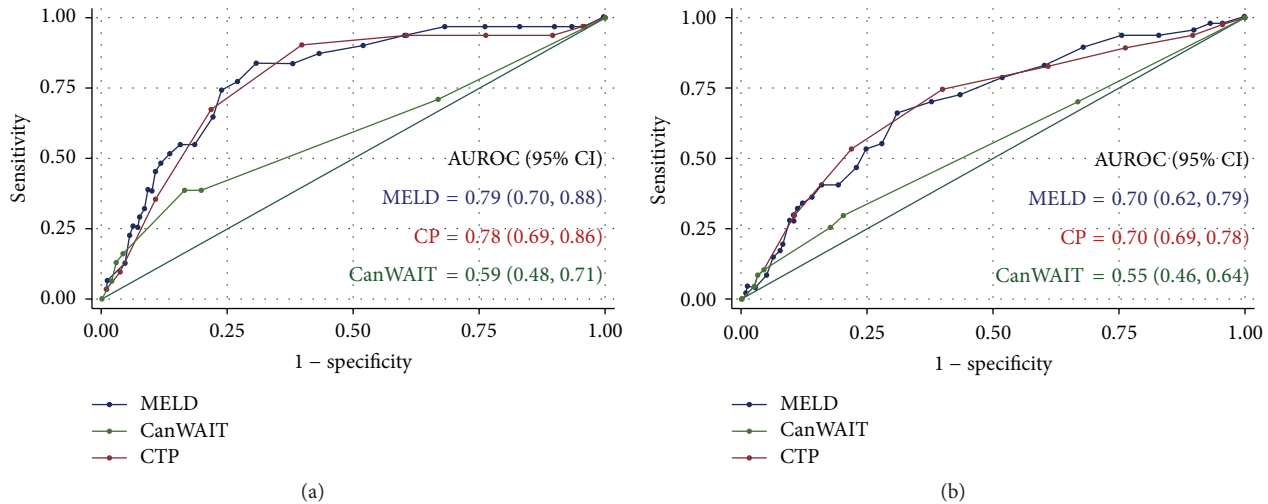 1.00
0.75
0.50
0.25
0.00
Sensitivity
AUROC (95% CI)
MELD = 0.79 (0.70, 0.88)
CP = 0.78 (0.69, 0.86)
CanWAIT = 0.59 (0.48, 0.71)
0.00 0.25 0.50 0.75 1.00
1 − specificity
MELD
CanWAIT
CTP
(a)
1.00
0.75
0.50
0.25
0.00
Sensitivity
AUROC (95% CI)
MELD = 0.70 (0.62, 0.79)
CP = 0.70 (0.69, 0.78)
CanWAIT = 0.55 (0.46, 0.64)
0.00 0.25 0.50 0.75 1.00
1 − specificity
MELD
CanWAIT
CTP
(b)